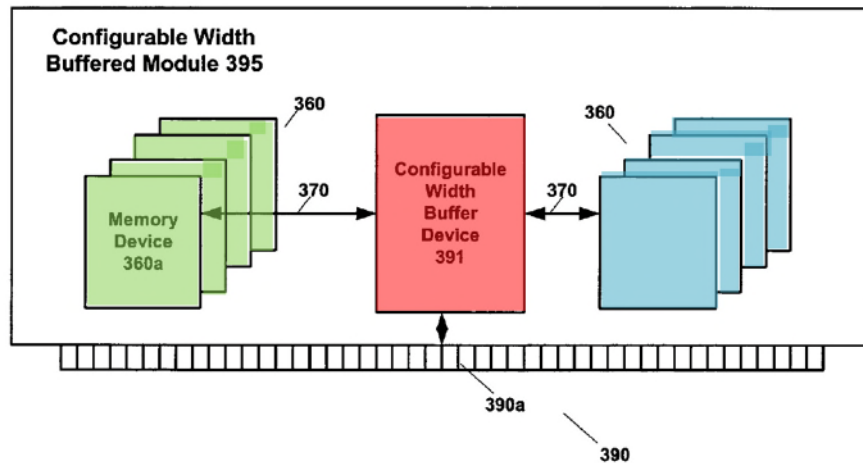 Configurable Width
Buffered Module 395
360
360
370
370
Configurable
Width
Buffer
Device
391
Memory
Device
360a
390a
390